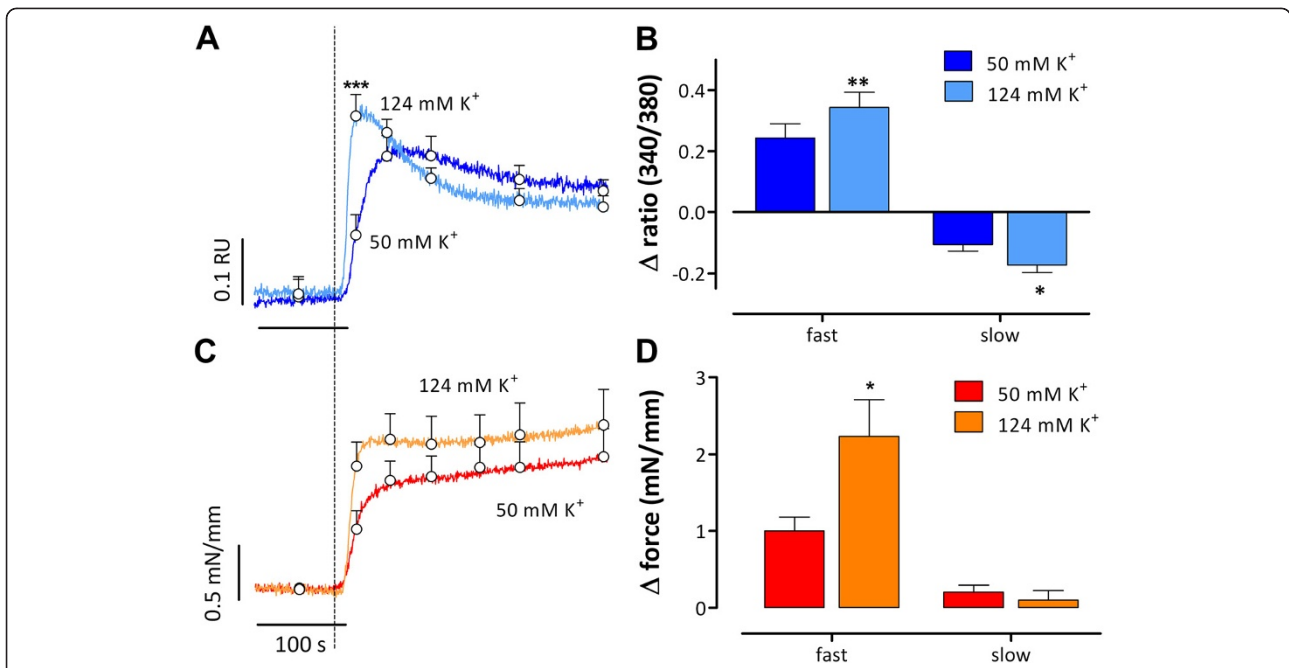 A
***
124 mM K⁺
50 mM K⁺
0.1 RU
B
50 mM K⁺
124 mM K⁺
Δ ratio (340/380)
0.4
0.2
0.0
-0.2
**
*
fast
slow
C
124 mM K⁺
50 mM K⁺
0.5 mN/mm
100 s
D
50 mM K⁺
124 mM K⁺
Δ force (mN/mm)
3
2
1
0
*
fast
slow